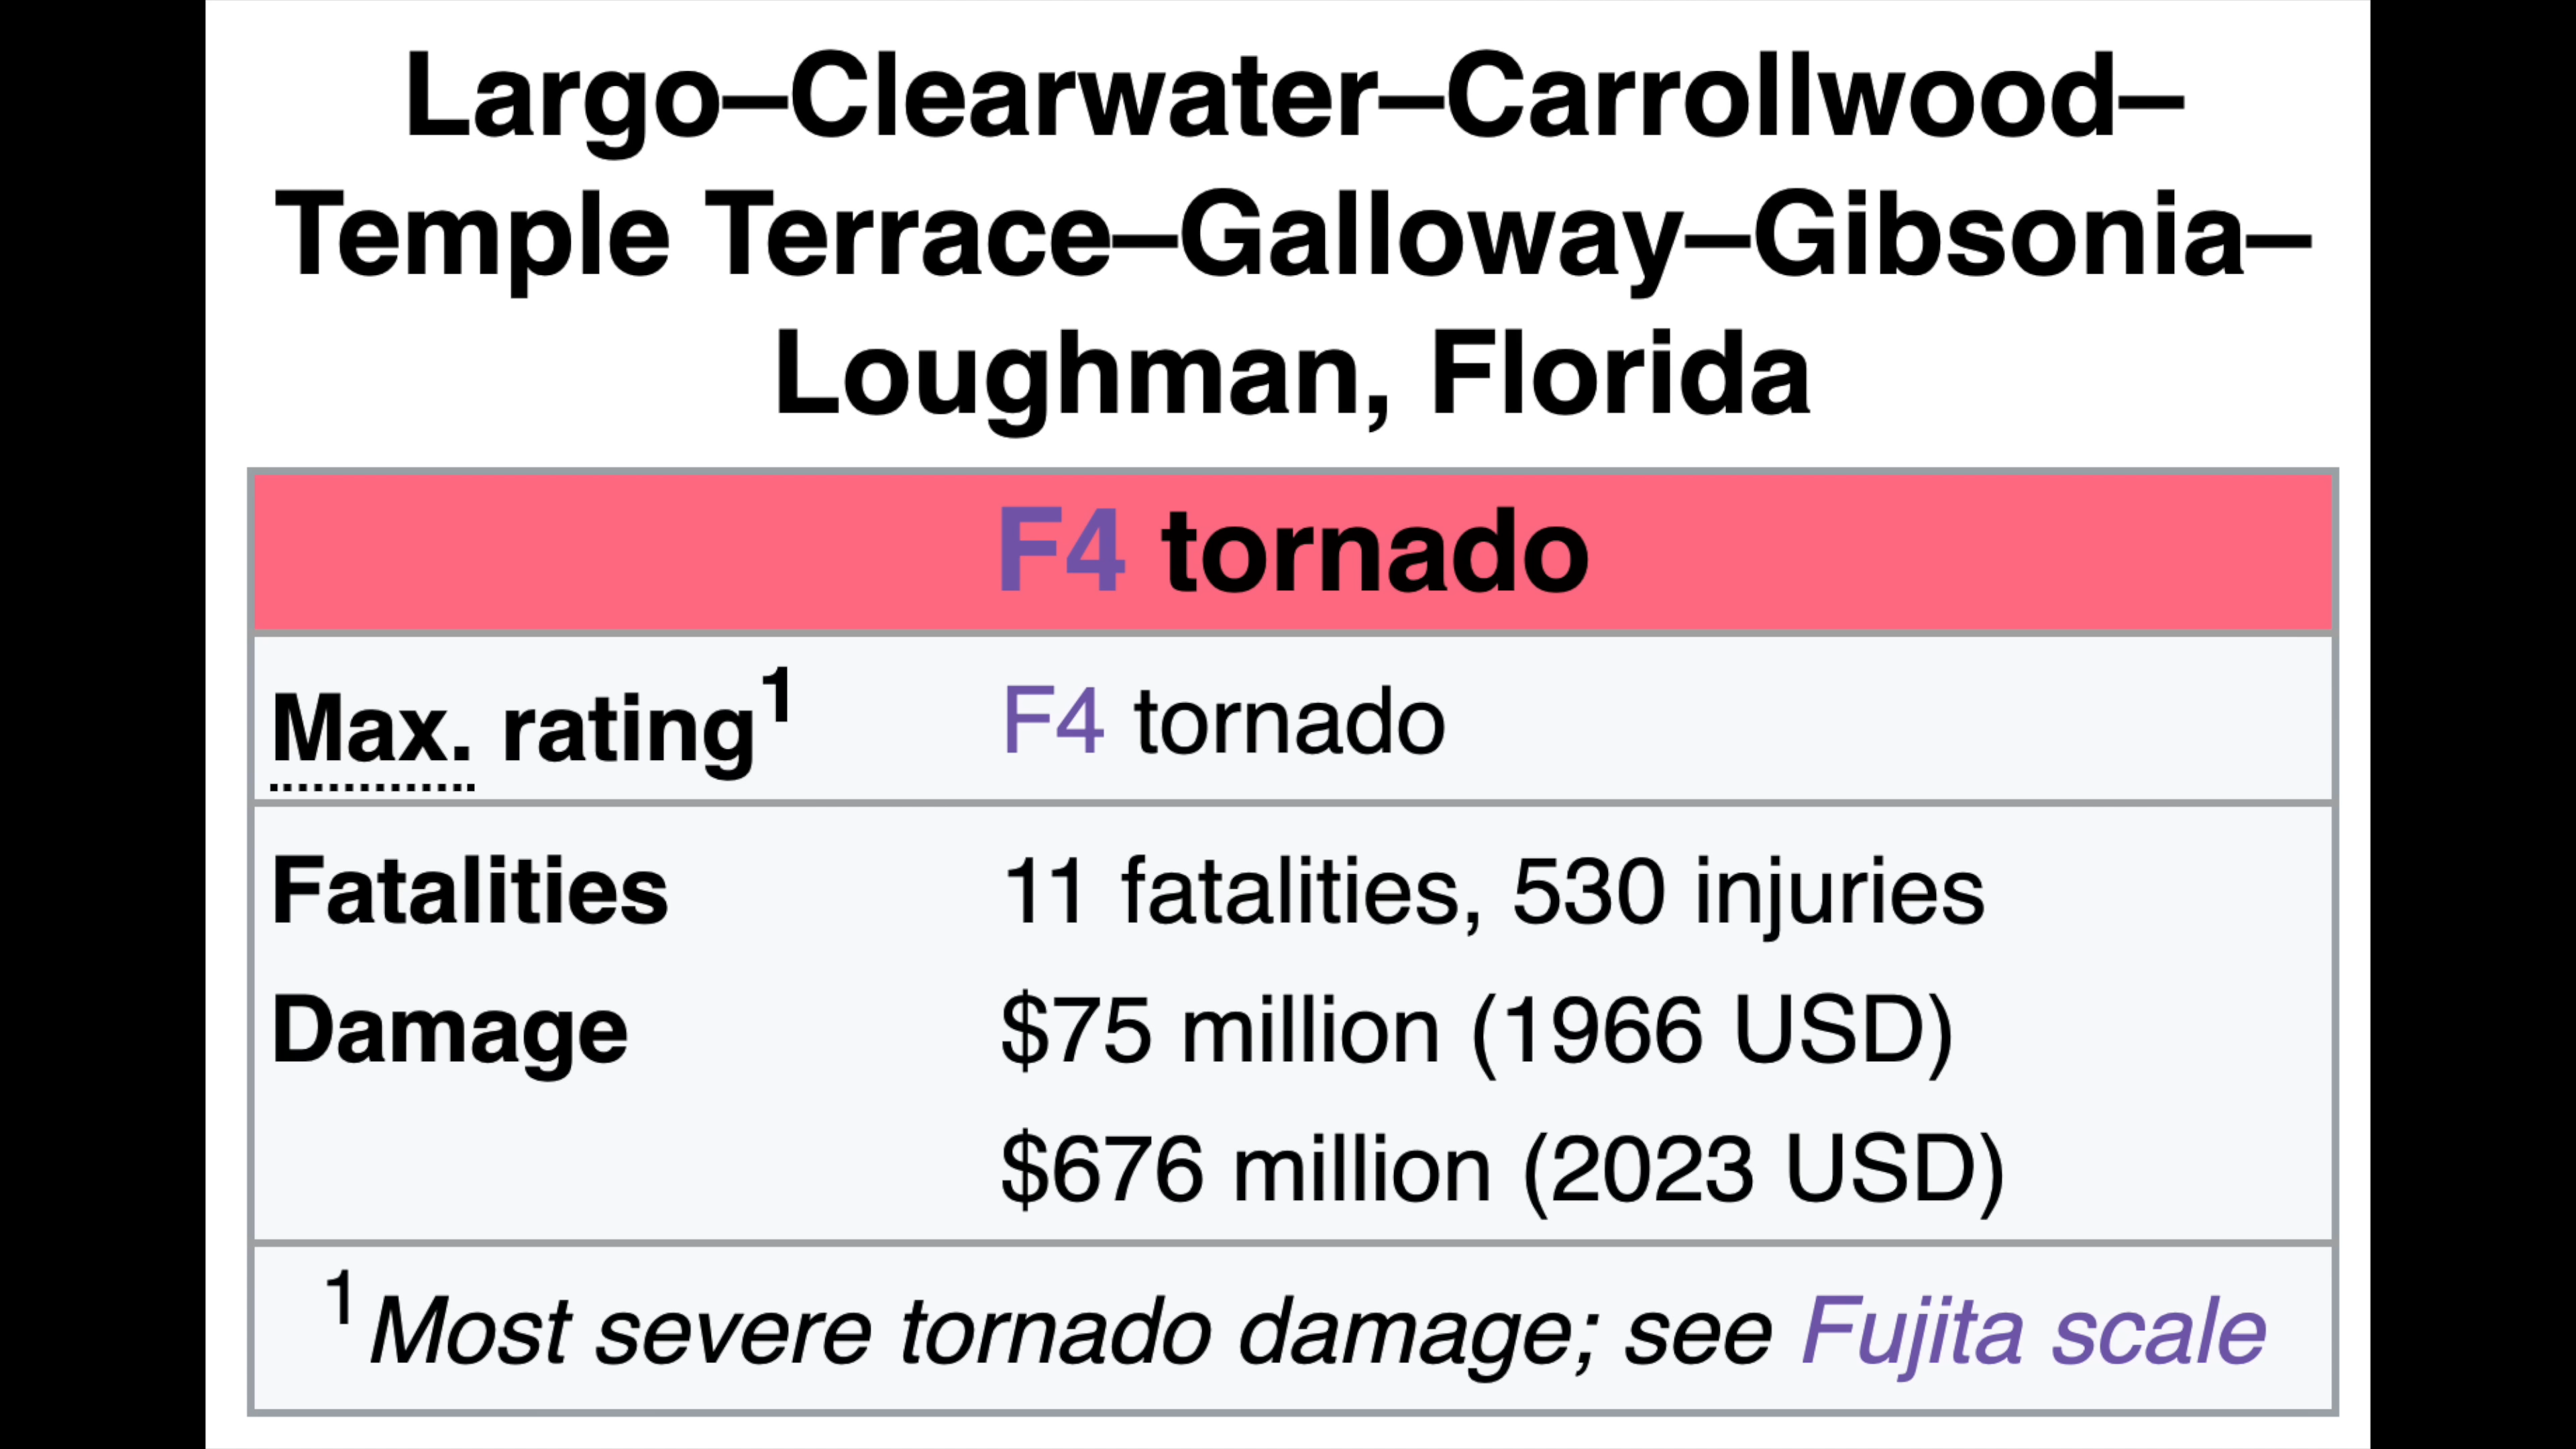 Largo–Clearwater–Carrollwood–
Temple Terrace–Galloway–Gibsonia–
Loughman, Florida
F4 tornado
Max. rating¹ F4 tornado
Fatalities 11 fatalities, 530 injuries
Damage $75 million (1966 USD)
$676 million (2023 USD)
¹Most severe tornado damage; see Fujita scale